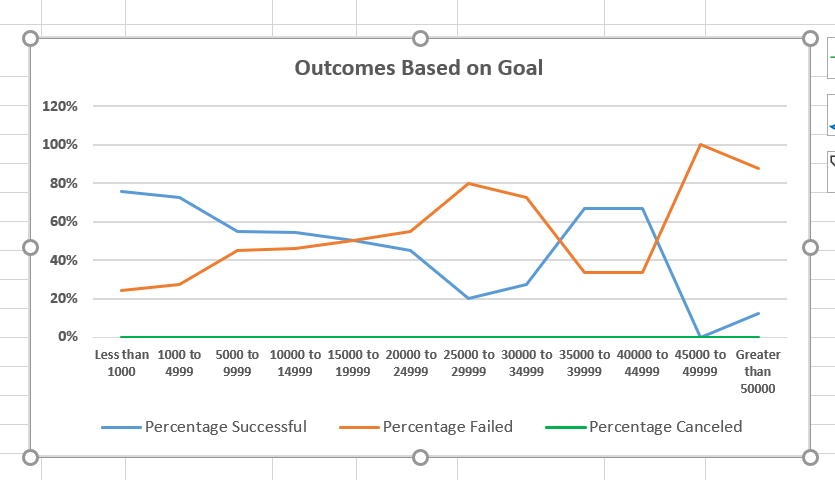 Outcomes Based on Goal
120%
100%
80%
60%
40%
20%
0%
Less than 1000 to 5000 to 10000 to 15000 to 20000 to 25000 to 30000 to 35000 to 40000 to 45000 to Greater
1000 4999 9999 14999 19999 24999 29999 34999 39999 44999 49999 than
50000
Percentage Successful Percentage Failed Percentage Canceled